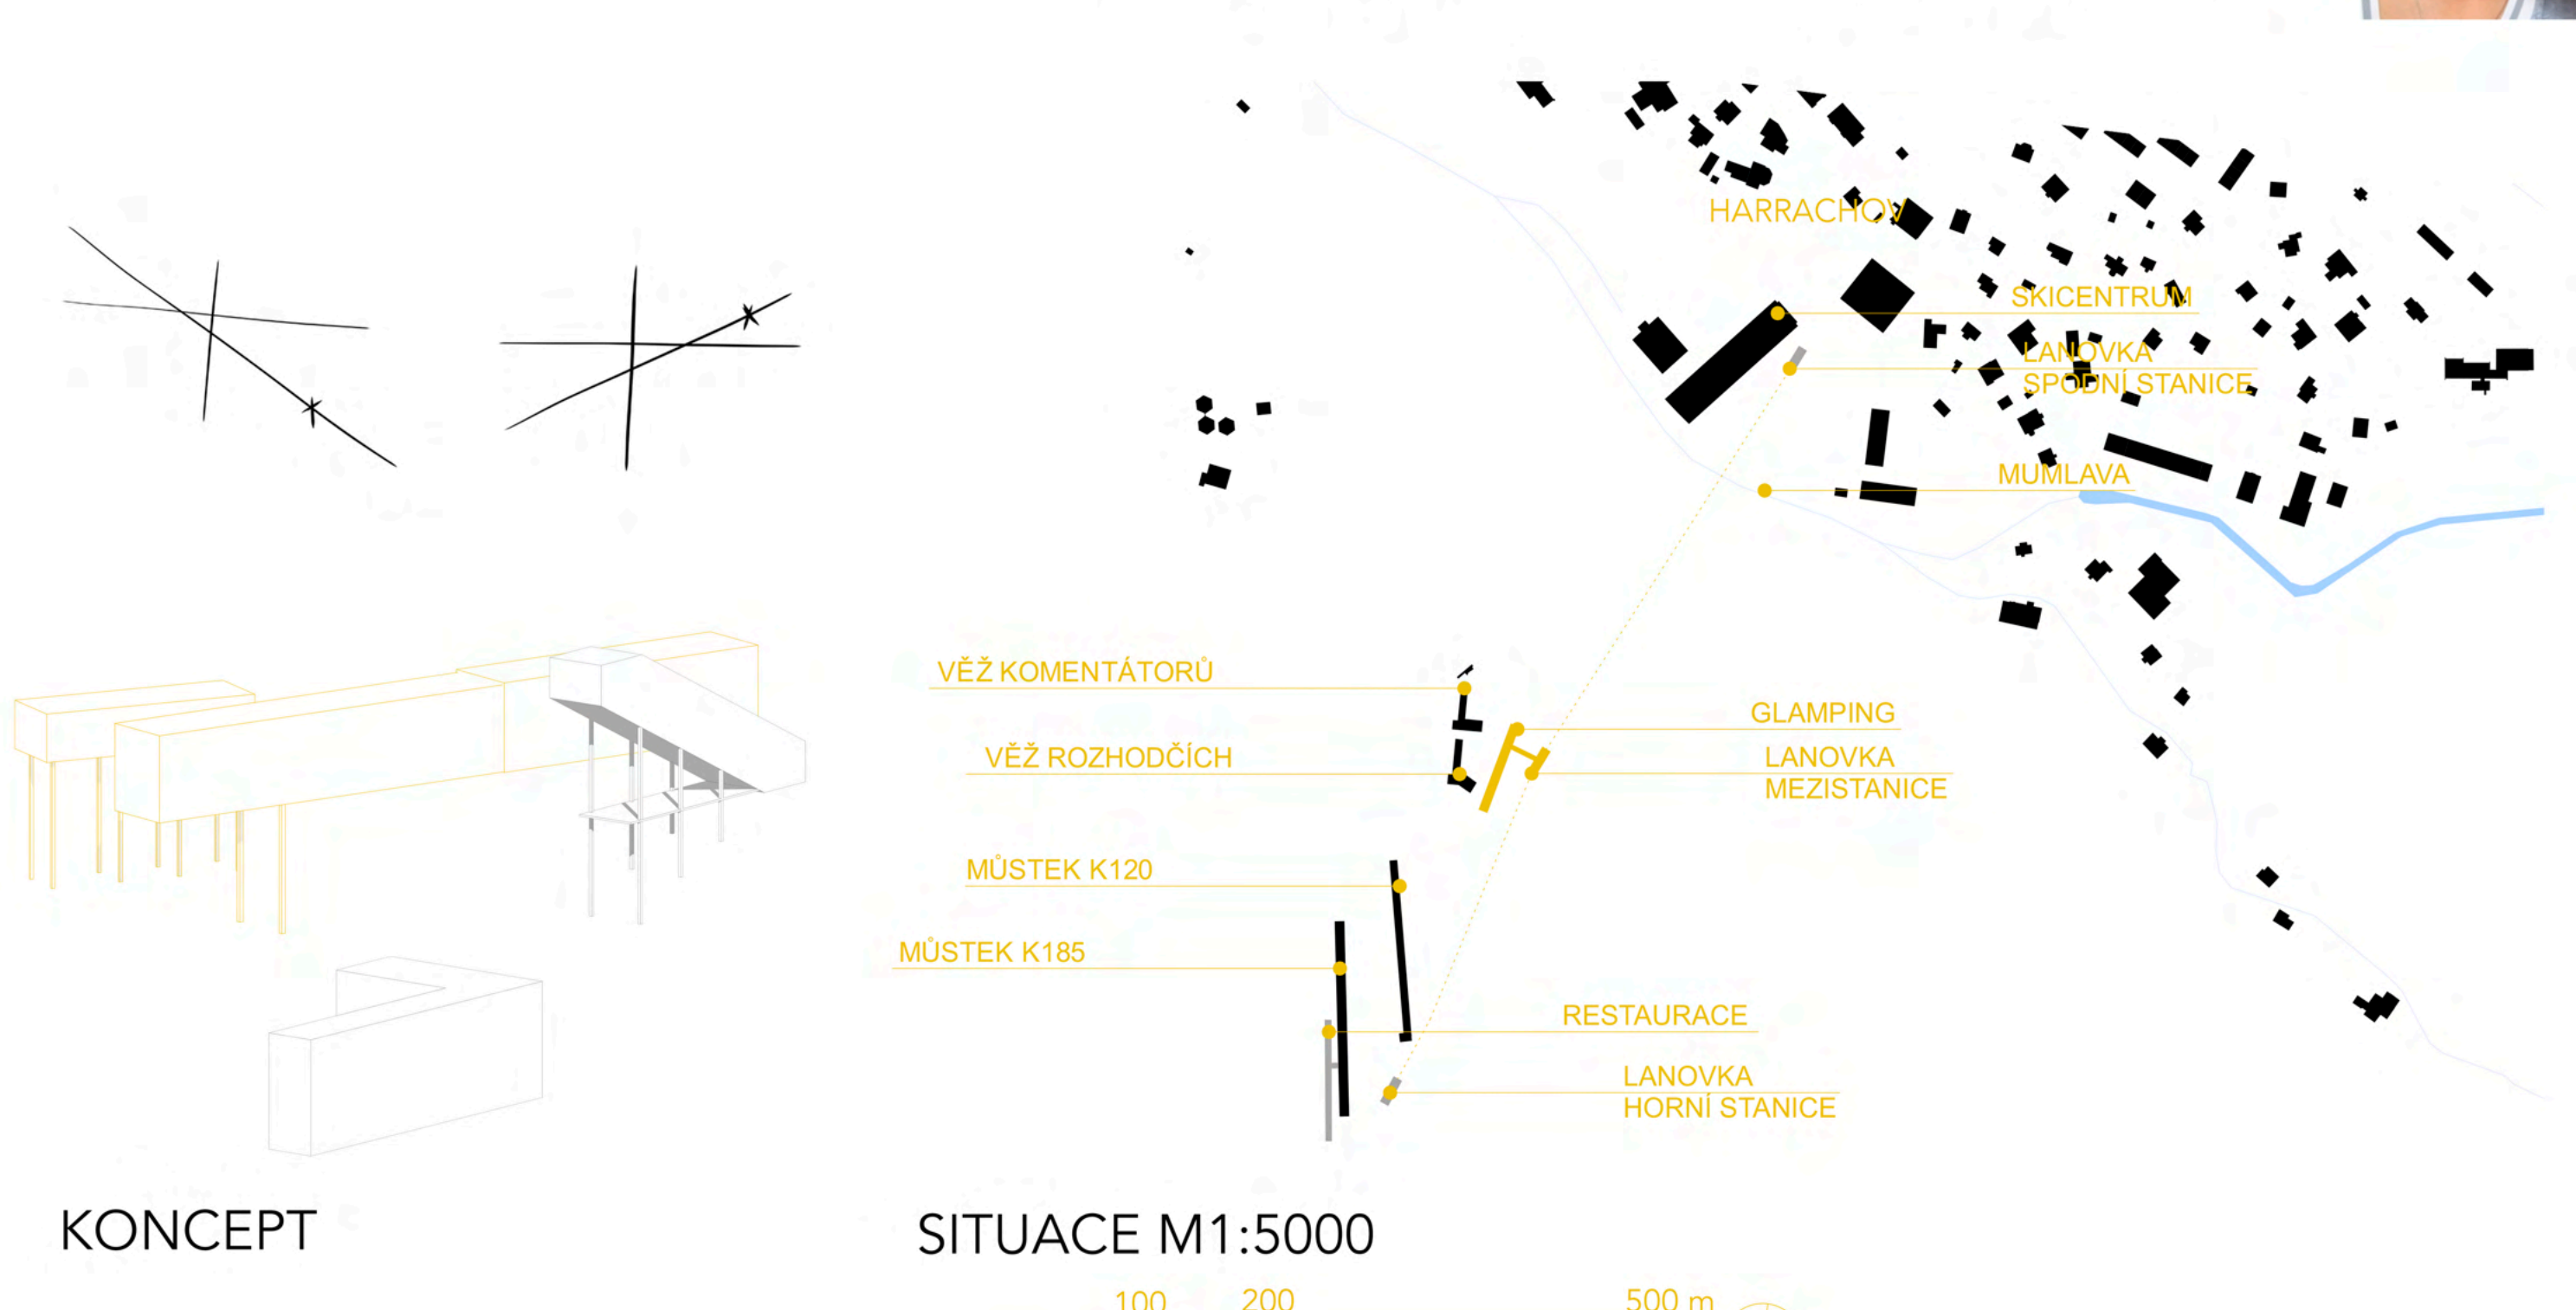 HARRACHOV
SKICENTRUM
LANOVKA
SPODNÍ STANICE
MUMLAVA
VĚŽ KOMENTÁTORŮ
GLAMPING
VĚŽ ROZHODČÍCH
LANOVKA
MEZISTANICE
MŮSTEK K120
MŮSTEK K185
RESTAURACE
LANOVKA
HORNÍ STANICE
KONCEPT
SITUACE M1:5000
100 200 500 m